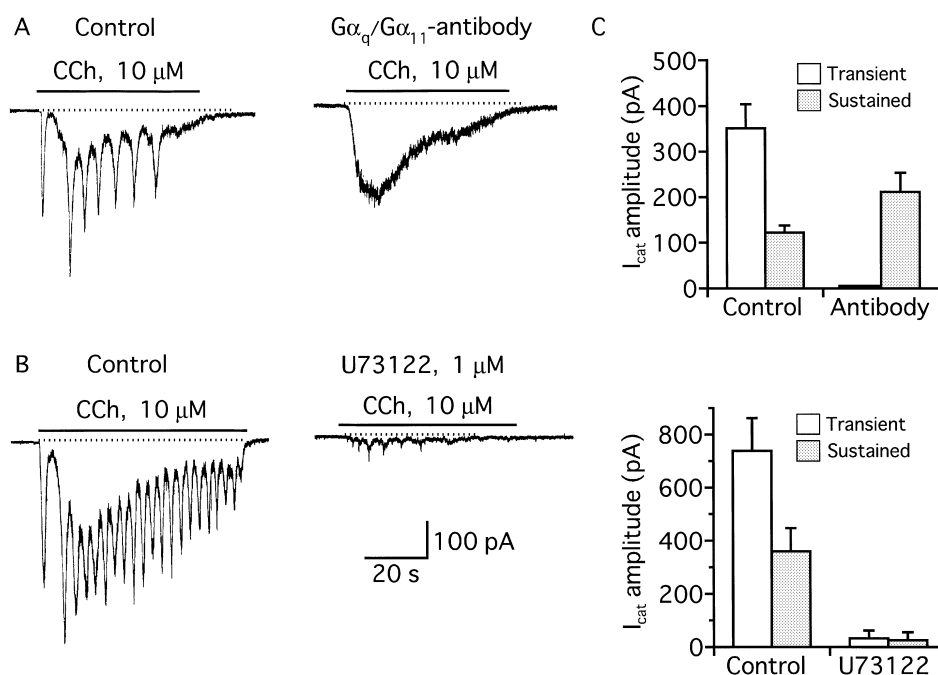 A
Control
CCh, 10 μM
Gαq/Gα11-antibody
CCh, 10 μM
B
Control
CCh, 10 μM
U73122, 1 μM
CCh, 10 μM
100 pA
20 s
C
Icat amplitude (pA)
500
400
300
200
100
0
Transient
Sustained
Control
Antibody
Icat amplitude (pA)
800
600
400
200
0
Transient
Sustained
Control
U73122